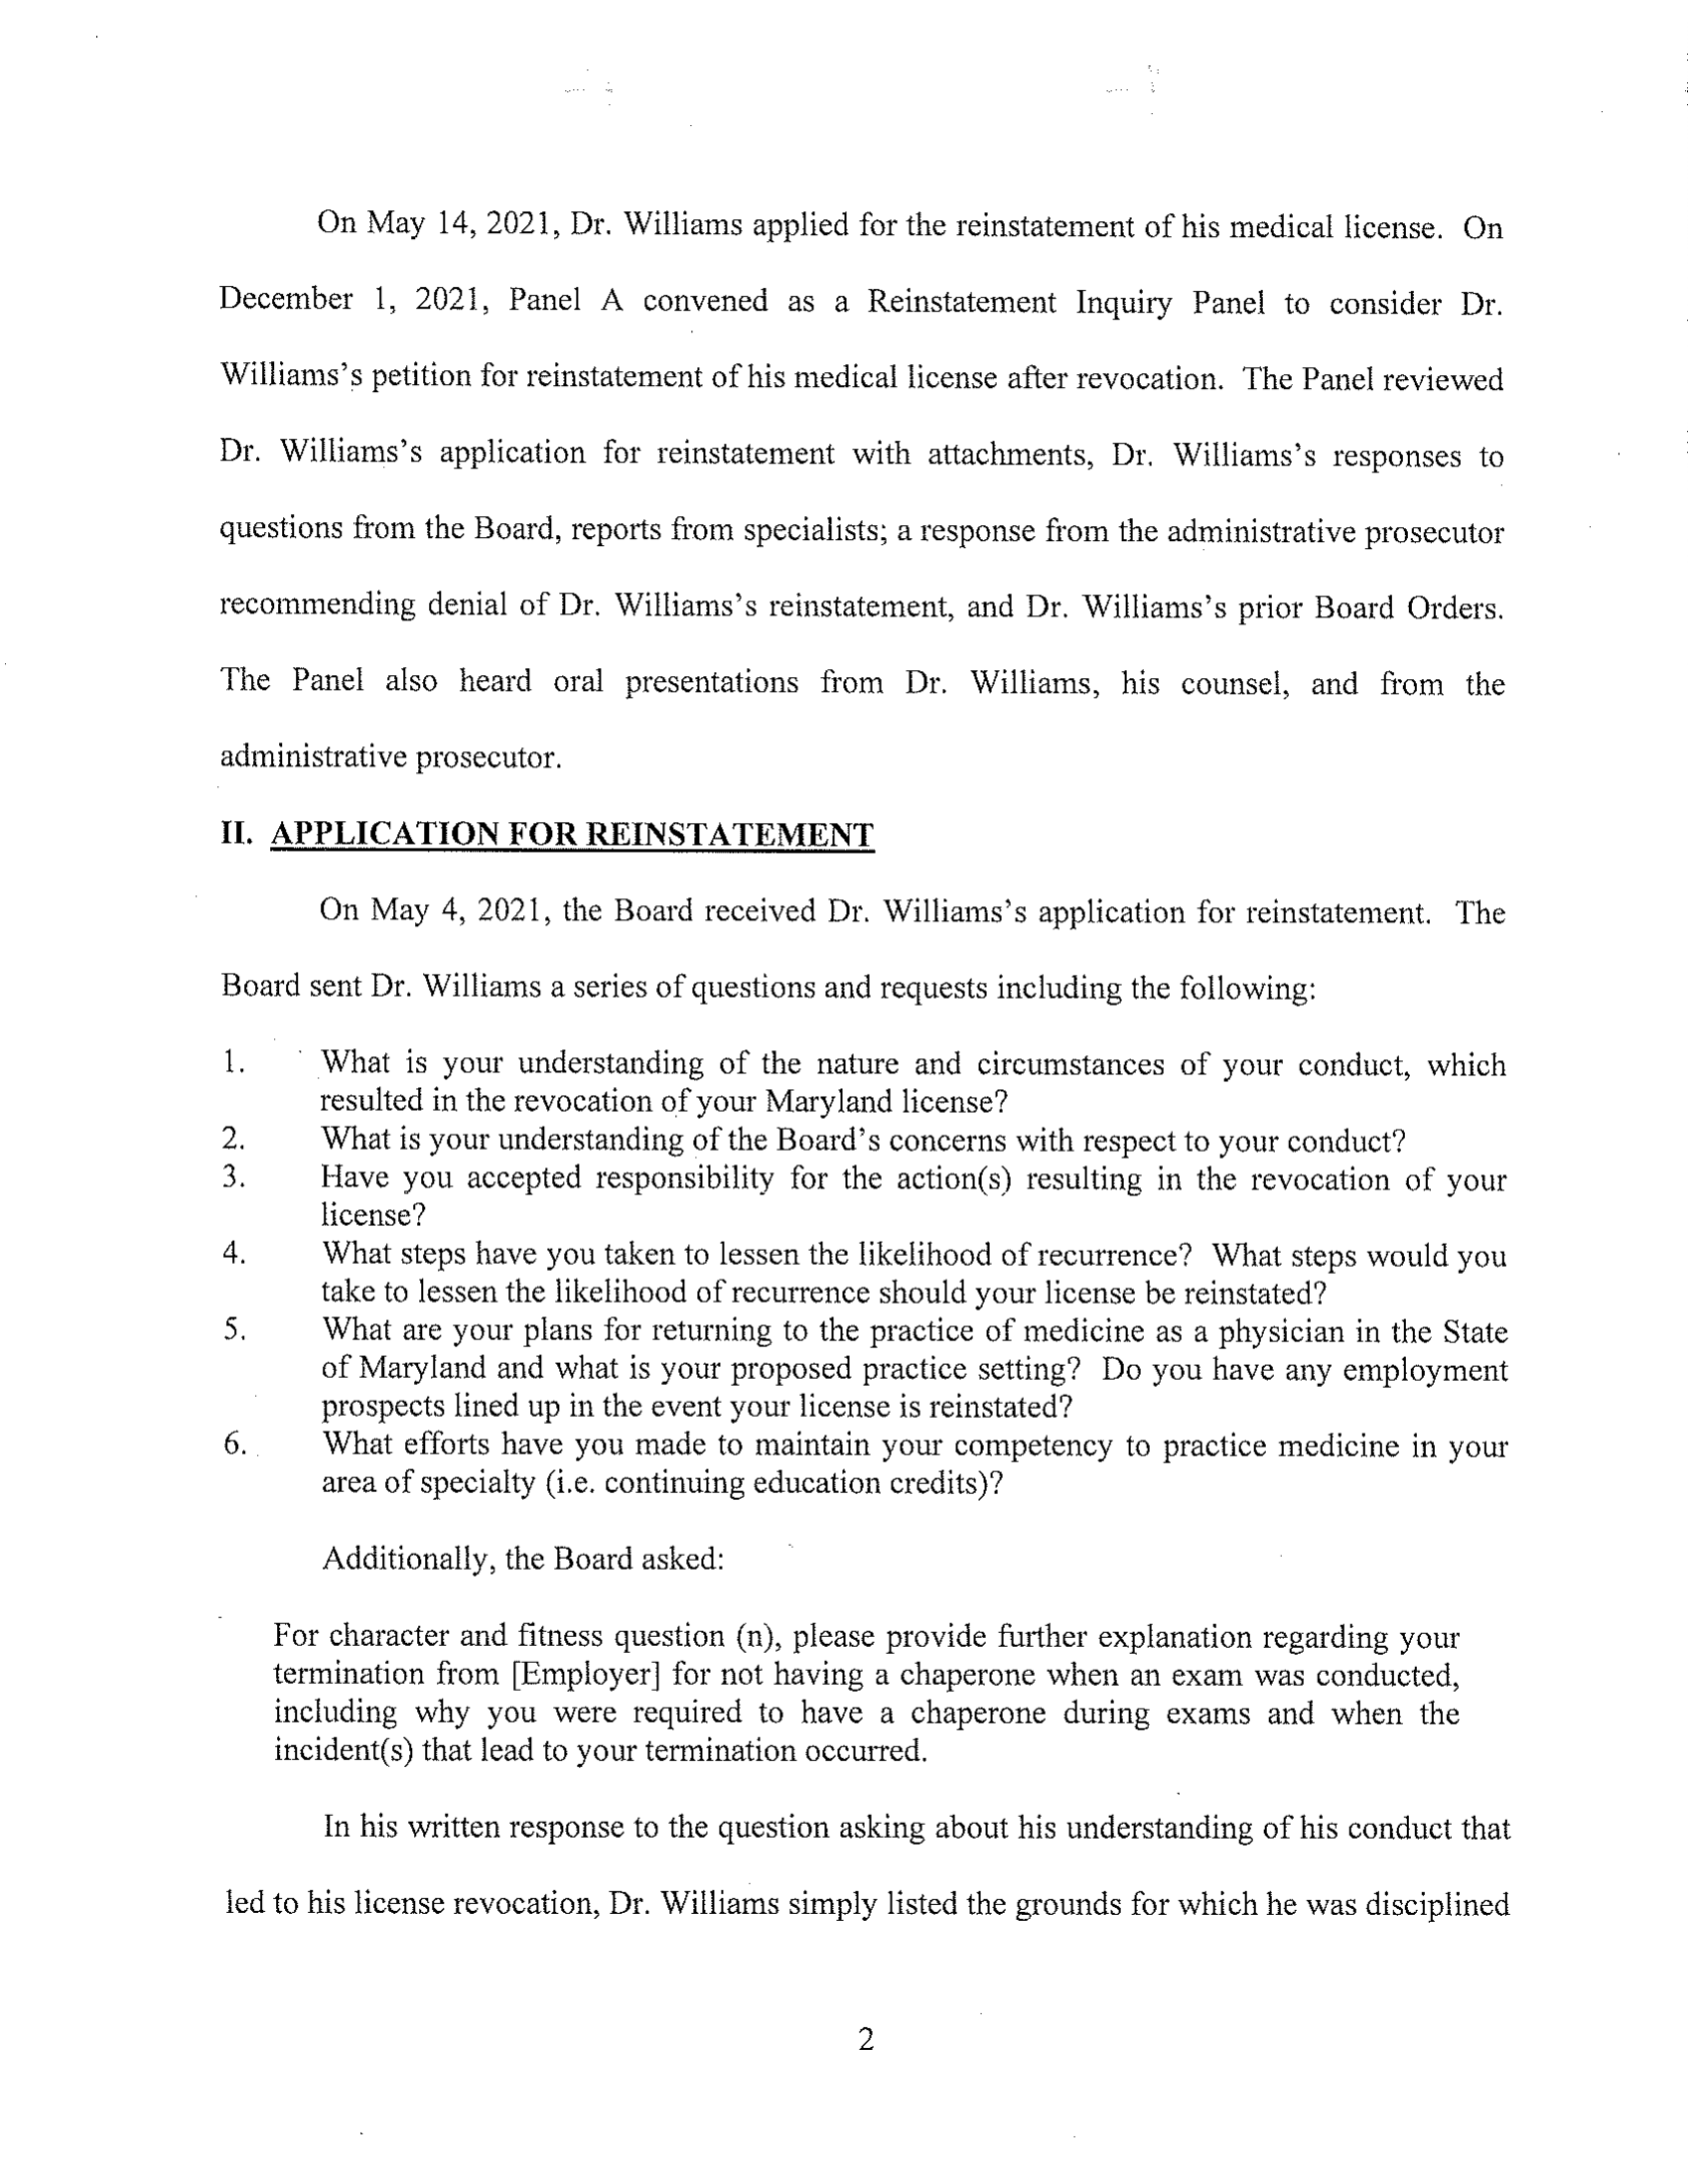 On May 14, 2021, Dr. Williams applied for the reinstatement of his medical license. On
December 1, 2021, Panel A convened as a Reinstatement Inquiry Panel to consider Dr.
Williams's petition for reinstatement of his medical license after revocation. The Panel reviewed
Dr. Williams's application for reinstatement with attachments, Dr. Williams's responses to
questions from the Board, reports from specialists; a response from the administrative prosecutor
recommending denial of Dr. Williams's reinstatement, and Dr. Williams's prior Board Orders.
The Panel also heard oral presentations from Dr. Williams, his counsel, and from the
administrative prosecutor.
II. APPLICATION FOR REINSTATEMENT
On May 4, 2021, the Board received Dr. Williams's application for reinstatement. The
Board sent Dr. Williams a series of questions and requests including the following:
1. What is your understanding of the nature and circumstances of your conduct, which
resulted in the revocation of your Maryland license?
2. What is your understanding of the Board's concerns with respect to your conduct?
3. Have you accepted responsibility for the action(s) resulting in the revocation of your
license?
4. What steps have you taken to lessen the likelihood of recurrence? What steps would you
take to lessen the likelihood of recurrence should your license be reinstated?
5. What are your plans for returning to the practice of medicine as a physician in the State
of Maryland and what is your proposed practice setting? Do you have any employment
prospects lined up in the event your license is reinstated?
6. What efforts have you made to maintain your competency to practice medicine in your
area of specialty (i.e. continuing education credits)?
Additionally, the Board asked:
For character and fitness question (n), please provide further explanation regarding your
termination from [Employer] for not having a chaperone when an exam was conducted,
including why you were required to have a chaperone during exams and when the
incident(s) that lead to your termination occurred.
In his written response to the question asking about his understanding of his conduct that
led to his license revocation, Dr. Williams simply listed the grounds for which he was disciplined
2